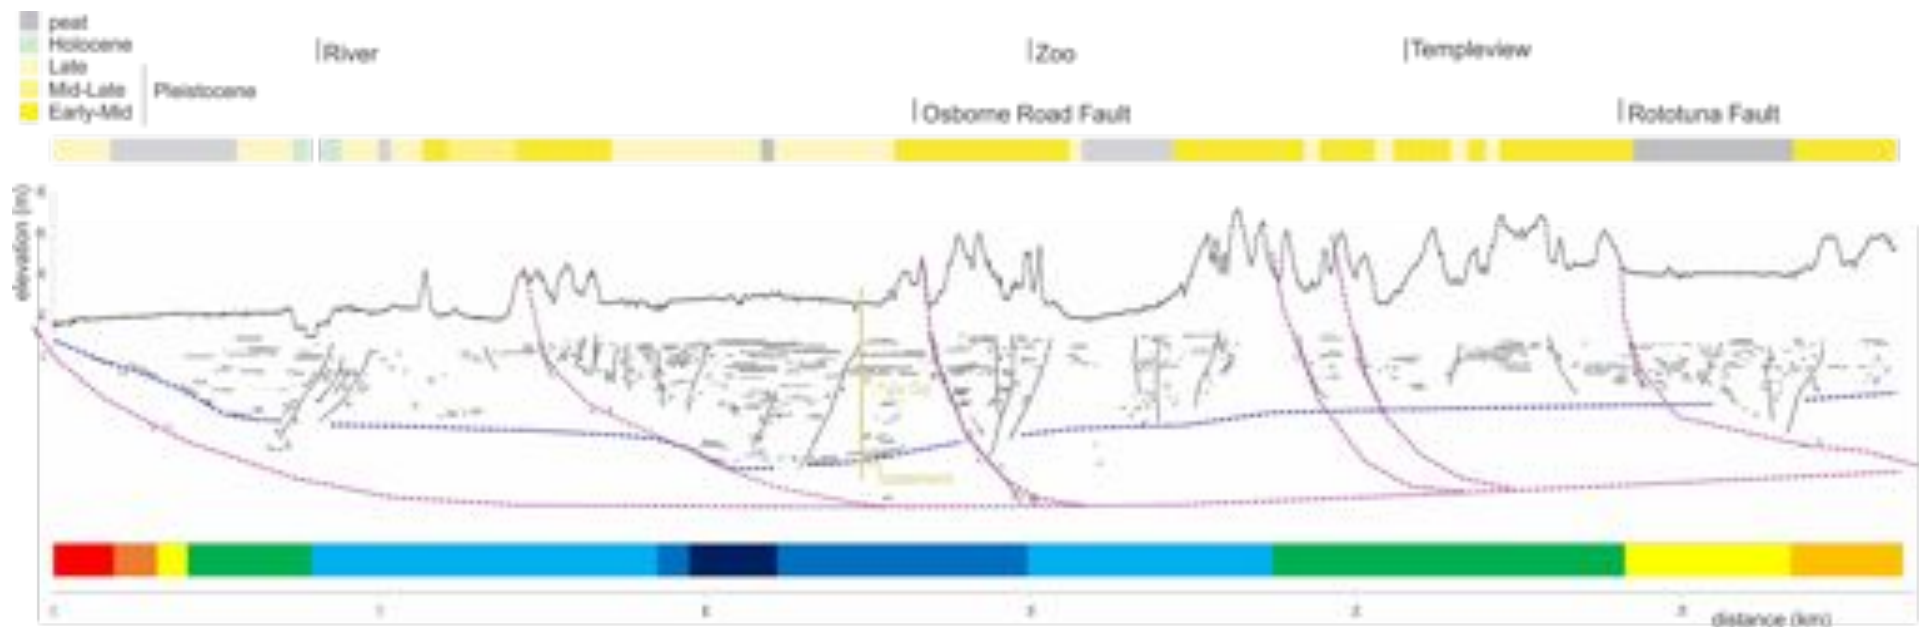 peat
Holocene
Late
Mid-Late
Early-Mid
Pleistocene
River
Zoo
Templeview
Osborne Road Fault
Rototuna Fault
elevation (m)
distance (km)